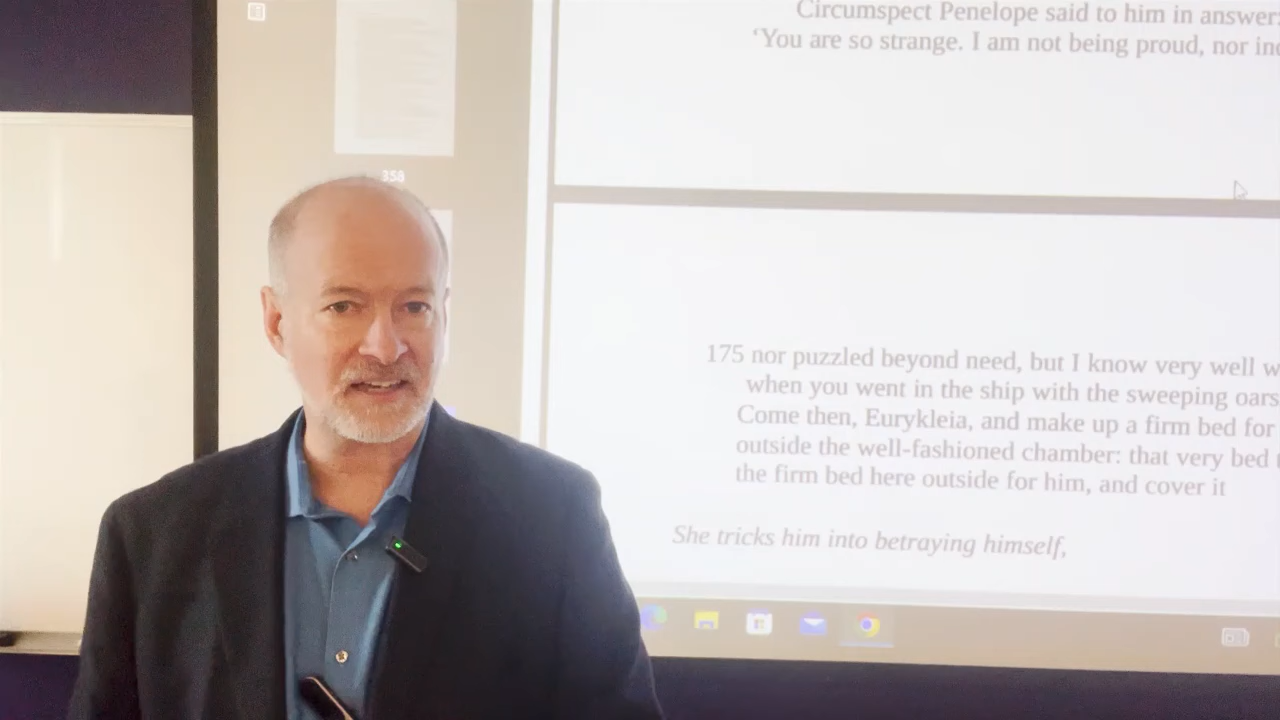 358
Circumspect Penelope said to him in answer:
‘You are so strange. I am not being proud, nor
175 nor puzzled beyond need, but I know very well
when you went in the ship with the sweeping oars
Come then, Eurykleia, and make up a firm bed for
outside the well-fashioned chamber: that very bed
the firm bed here outside for him, and cover it
She tricks him into betraying himself,